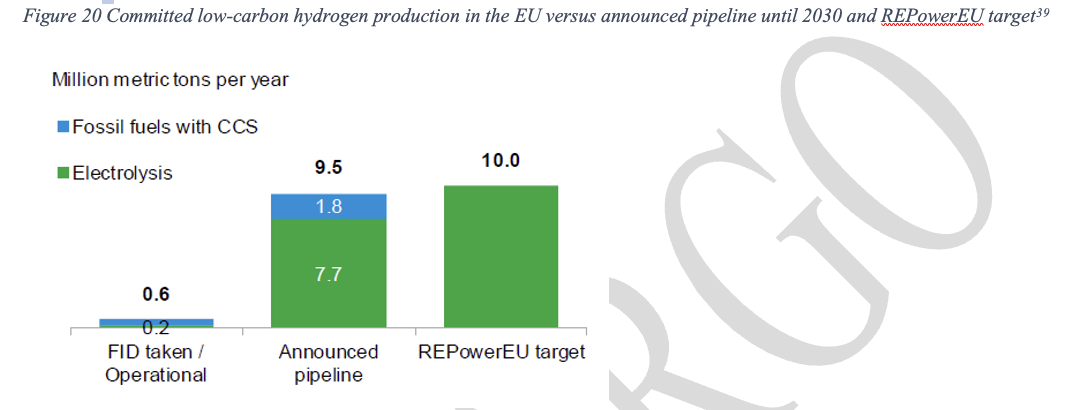 Figure 20 Committed low-carbon hydrogen production in the EU versus announced pipeline until 2030 and REPowerEU target39
Million metric tons per year
Fossil fuels with CCS
Electrolysis
9.5
10.0
1.8
7.7
0.6
0.2
FID taken /
Operational
Announced
pipeline
REPowerEU target
RGO